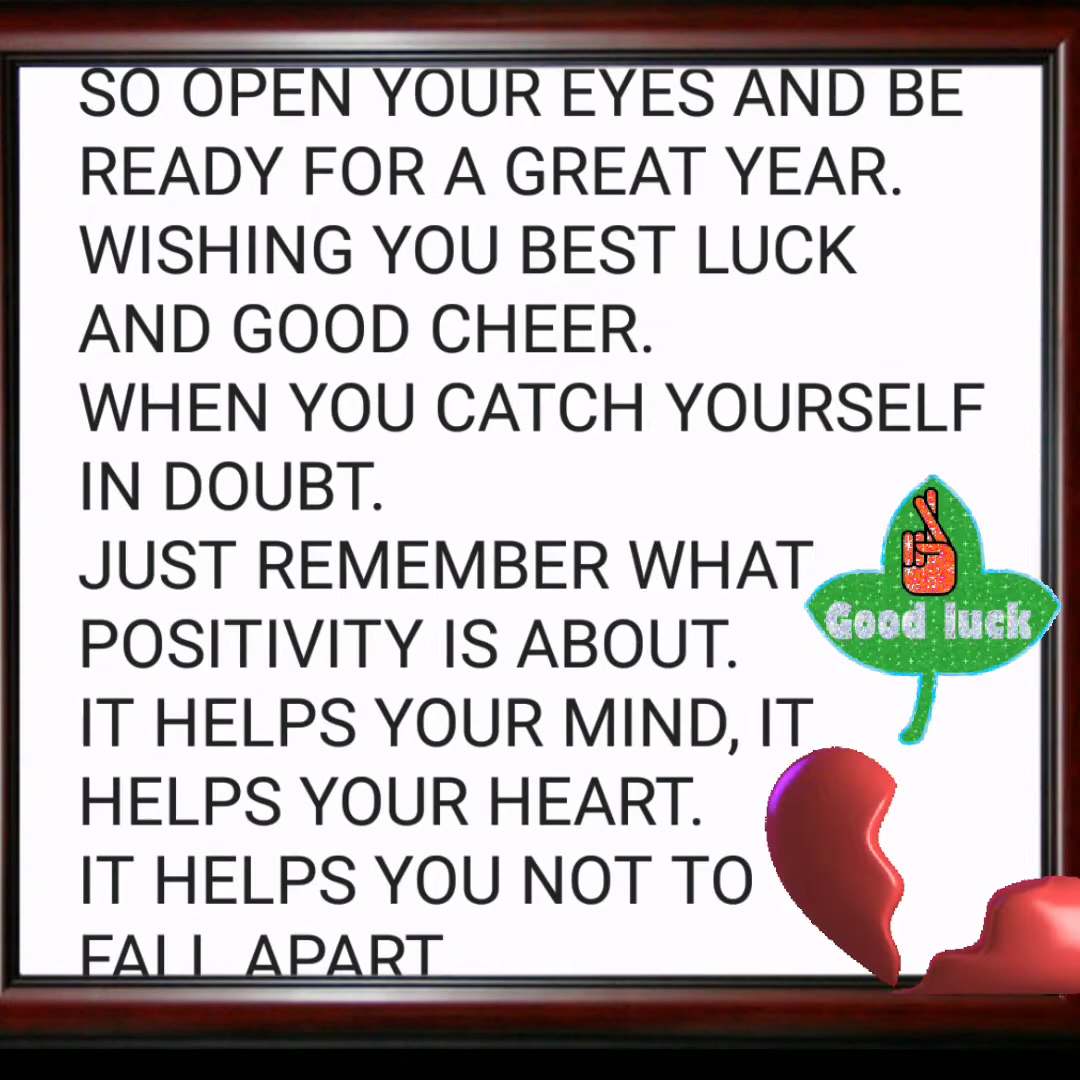 SO OPEN YOUR EYES AND BE
READY FOR A GREAT YEAR.
WISHING YOU BEST LUCK
AND GOOD CHEER.
WHEN YOU CATCH YOURSELF
IN DOUBT.
JUST REMEMBER WHAT
POSITIVITY IS ABOUT.
IT HELPS YOUR MIND, IT
HELPS YOUR HEART.
IT HELPS YOU NOT TO
FALL APART
Good luck